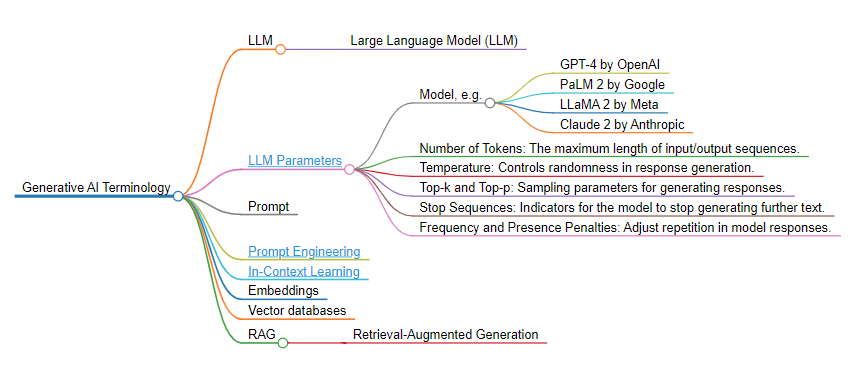 Generative AI Terminology
LLM
Large Language Model (LLM)
LLM Parameters
Model, e.g.
GPT-4 by OpenAI
PaLM 2 by Google
LLaMA 2 by Meta
Claude 2 by Anthropic
Number of Tokens: The maximum length of input/output sequences.
Temperature: Controls randomness in response generation.
Top-k and Top-p: Sampling parameters for generating responses.
Stop Sequences: Indicators for the model to stop generating further text.
Frequency and Presence Penalties: Adjust repetition in model responses.
Prompt
Prompt Engineering
In-Context Learning
Embeddings
Vector databases
RAG
Retrieval-Augmented Generation